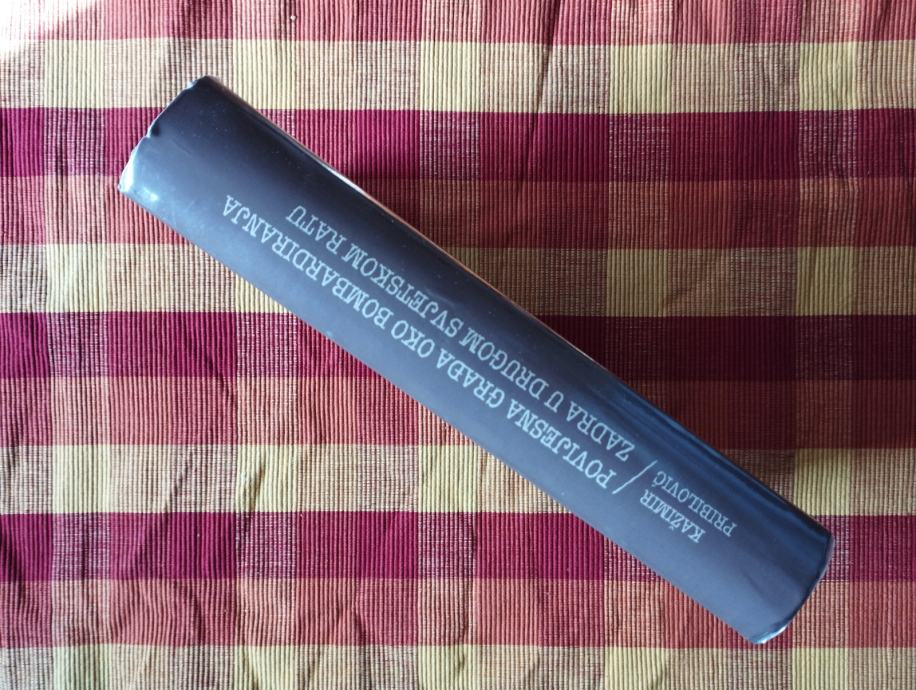 KAŽIMIR
PRIBILOVIĆ
/
POVIJESNA GRAĐA OKO BOMBARDIRANJA
ZADRA U DRUGOM SVJETSKOM RATU